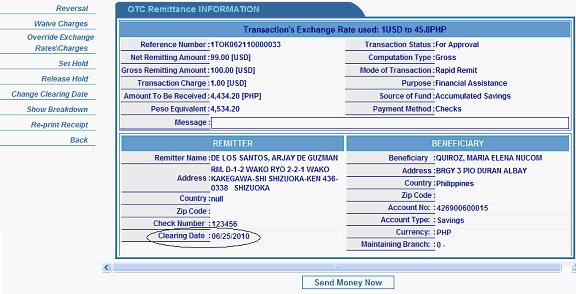 Reversal
Waive Charges
Override Exchange
Rates\Charges
Set Hold
Release Hold
Change Clearing Date
Show Breakdown
Re-print Receipt
Back
OTC Remittance INFORMATION
Transaction's Exchange Rate used: 1USD to 45.8PHP
Reference Number :1TOK062110000033
Transaction Status :For Approval
Net Remitting Amount :99.00 [USD]
Computation Type :Gross
Gross Remitting Amount :100.00 [USD]
Mode of Transaction :Rapid Remit
Transaction Charge :1.00 [USD]
Purpose :Financial Assistance
Amount To Be Received :4,434.20 [PHP]
Source of Fund :Accumulated Savings
Peso Equivalent :4,534.20
Payment Method :Checks
Message :
REMITTER
Remitter Name :DE LOS SANTOS, ARJAY DE GUZMAN
Address :RM. D-1-2 WAKO RYO 2-2-1 WAKO
KAKEGAWA-SHI SHIZUOKA-KEN 436-
0338 SHIZUOKA
Country :null
Zip Code :
Check Number :123456
Clearing Date :06/25/2010
BENEFICIARY
Beneficiary :QUIROZ, MARIA ELENA NUCOM
Address :BRGY 3 PIO DURAN ALBAY
Country :Philippines
Zip Code :
Account No: :426900600015
Account Type: :Savings
Currency: :PHP
Maintaining Branch: :0 -
Send Money Now